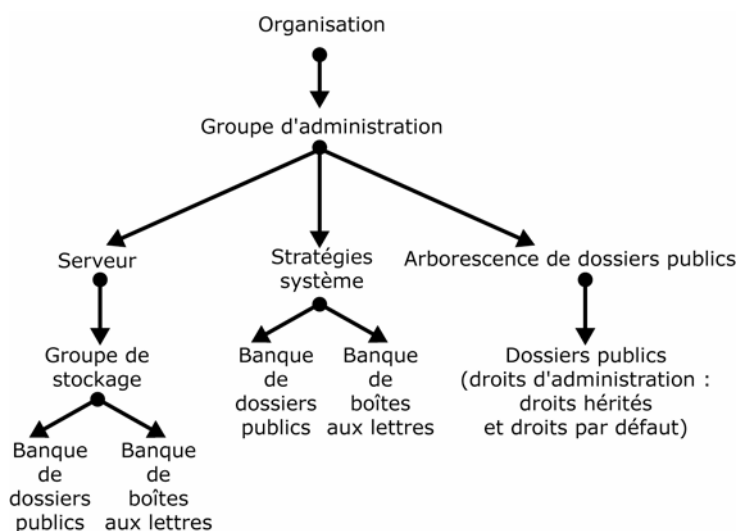 Organisation
Groupe d'administration
Serveur
Stratégies
système
Arborescence de dossiers publics
Groupe de
stockage
Banque
de
dossiers
publics
Banque
de
boîtes
aux lettres
Banque
de
dossiers
publics
Banque
de
boîtes
aux lettres
Dossiers publics
(droits d'administration :
droits hérités
et droits par défaut)